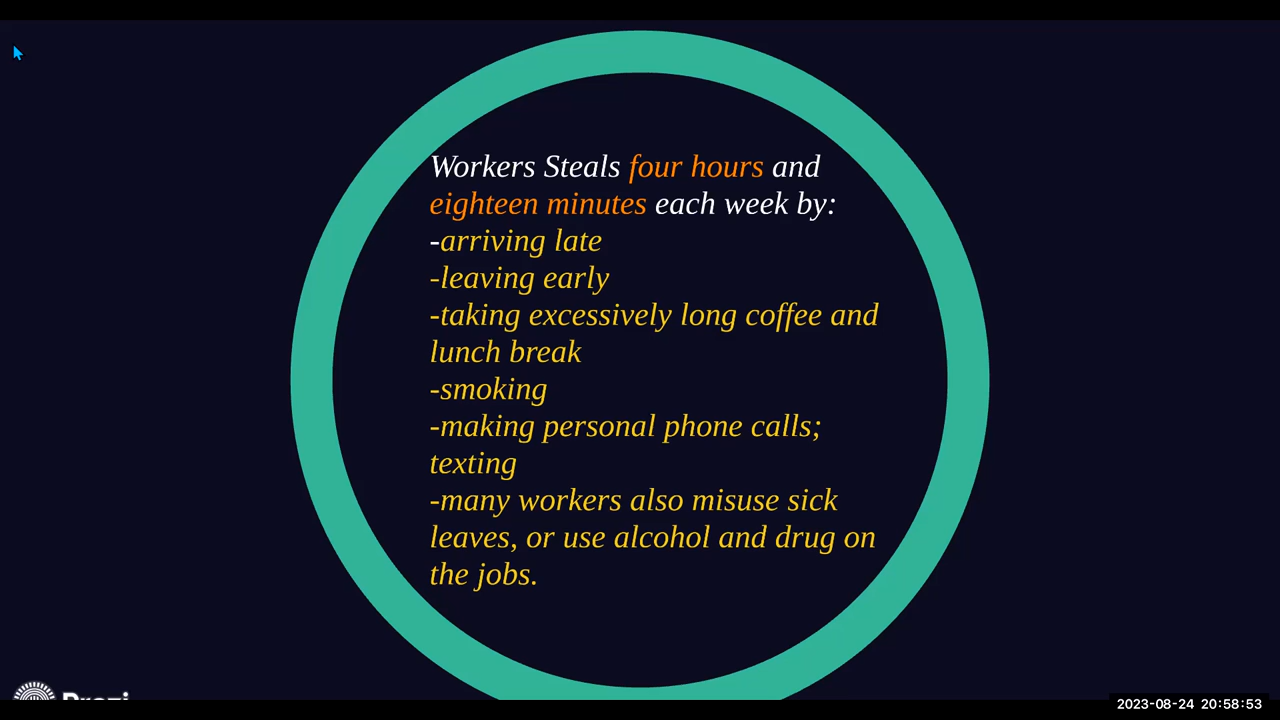 Workers Steals four hours and
eighteen minutes each week by:
-arriving late
-leaving early
-taking excessively long coffee and
lunch break
-smoking
-making personal phone calls;
texting
-many workers also misuse sick
leaves, or use alcohol and drug on
the jobs.
Prezi
2023-08-24 20:58:53